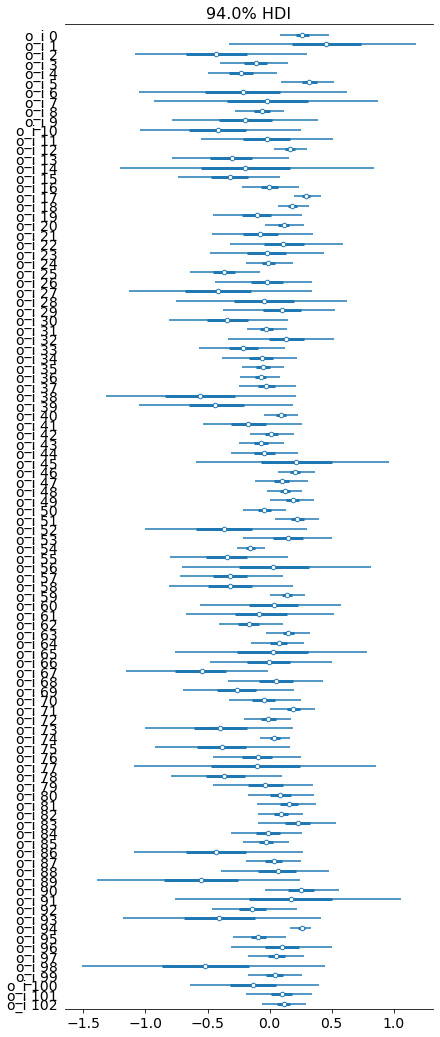 94.0% HDI
o_i 0
o_i 1
o_i 2
o_i 3
o_i 4
o_i 5
o_i 6
o_i 7
o_i 8
o_i 9
o_i 10
o_i 11
o_i 12
o_i 13
o_i 14
o_i 15
o_i 16
o_i 17
o_i 18
o_i 19
o_i 20
o_i 21
o_i 22
o_i 23
o_i 24
o_i 25
o_i 26
o_i 27
o_i 28
o_i 29
o_i 30
o_i 31
o_i 32
o_i 33
o_i 34
o_i 35
o_i 36
o_i 37
o_i 38
o_i 39
o_i 40
o_i 41
o_i 42
o_i 43
o_i 44
o_i 45
o_i 46
o_i 47
o_i 48
o_i 49
o_i 50
o_i 51
o_i 52
o_i 53
o_i 54
o_i 55
o_i 56
o_i 57
o_i 58
o_i 59
o_i 60
o_i 61
o_i 62
o_i 63
o_i 64
o_i 65
o_i 66
o_i 67
o_i 68
o_i 69
o_i 70
o_i 71
o_i 72
o_i 73
o_i 74
o_i 75
o_i 76
o_i 77
o_i 78
o_i 79
o_i 80
o_i 81
o_i 82
o_i 83
o_i 84
o_i 85
o_i 86
o_i 87
o_i 88
o_i 89
o_i 90
o_i 91
o_i 92
o_i 93
o_i 94
o_i 95
o_i 96
o_i 97
o_i 98
o_i 99
o_i 100
o_i 101
o_i 102
−1.5 −1.0 −0.5 0.0 0.5 1.0